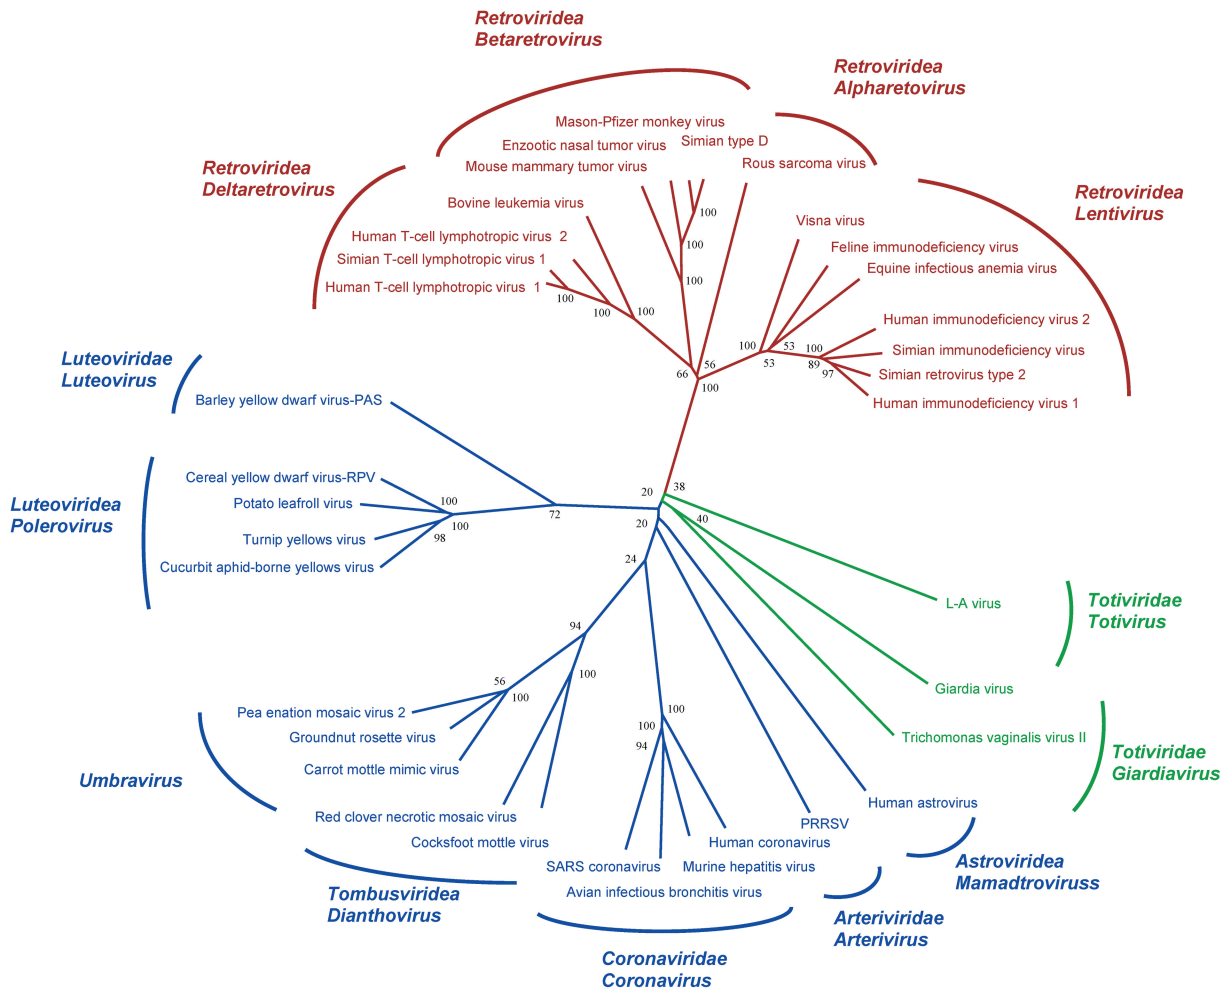 Retroviridea
Betaretrovirus
Retroviridea
Alpharetovirus
Retroviridea
Deltaretrovirus
Retroviridea
Lentivirus
Mason-Pfizer monkey virus
Enzootic nasal tumor virus
Simian type D
Mouse mammary tumor virus
Rous sarcoma virus
Bovine leukemia virus
Visna virus
Human T-cell lymphotropic virus 2
Feline immunodeficiency virus
Simian T-cell lymphotropic virus 1
Equine infectious anemia virus
Human T-cell lymphotropic virus 1
Human immunodeficiency virus 2
Simian immunodeficiency virus
Simian retrovirus type 2
Human immunodeficiency virus 1
100
100
100
100
100
100
100
53
100
53
89
97
56
66
100
Luteoviridae
Luteovirus
Barley yellow dwarf virus-PAS
Luteoviridea
Polerovirus
Cereal yellow dwarf virus-RPV
Potato leafroll virus
Turnip yellows virus
Cucurbit aphid-borne yellows virus
100
100
98
72
20
38
20
40
24
L-A virus
Totiviridae
Totivirus
Giardia virus
Trichomonas vaginalis virus II
Totiviridae
Giardiavirus
94
100
56
100
Pea enation mosaic virus 2
Groundnut rosette virus
Carrot mottle mimic virus
Umbravirus
100
100
94
Red clover necrotic mosaic virus
Cocksfoot mottle virus
Tombusviridea
Dianthovirus
SARS coronavirus
Avian infectious bronchitis virus
Murine hepatitis virus
Human coronavirus
Coronaviridae
Coronavirus
PRRSV
Arteriviridae
Arterivirus
Human astrovirus
Astroviridea
Mamadtroviruss